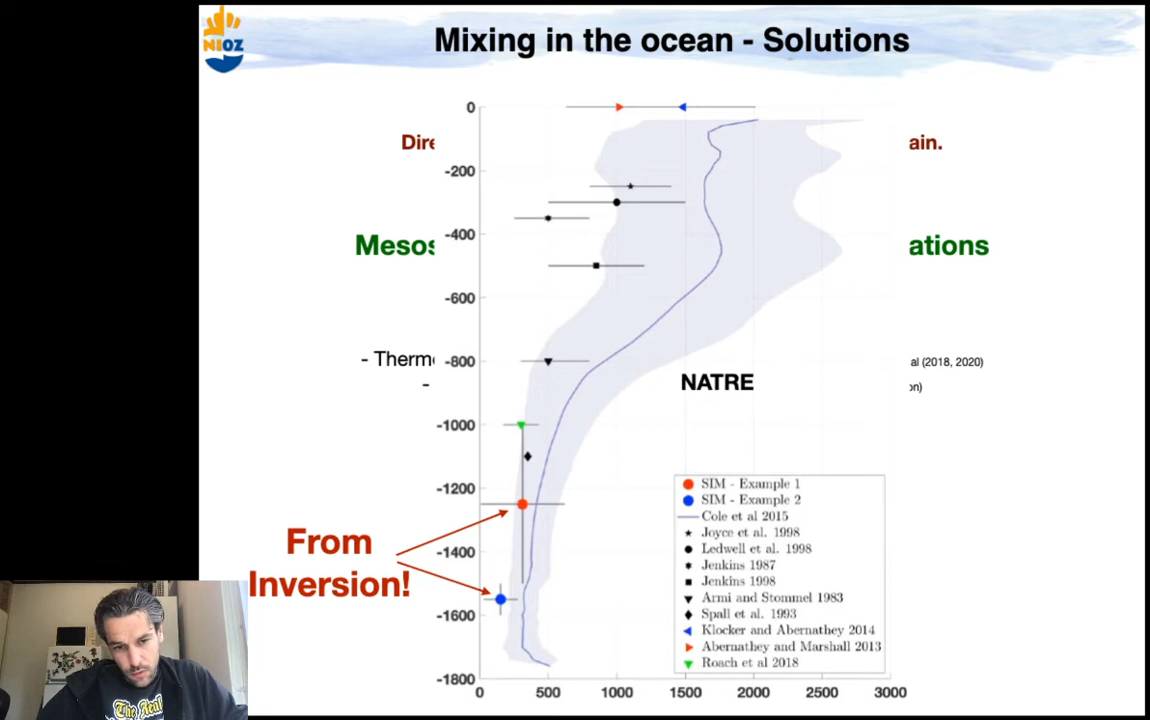 NIOZ
Mixing in the ocean - Solutions
Dire
ain.
Mesos
ations
- Therm
al (2018, 2020)
-
on)
0
-200
-400
-600
-800
-1000
-1200
-1400
-1600
-1800
0 500 1000 1500 2000 2500 3000
NATRE
From
Inversion!
SIM - Example 1
SIM - Example 2
Cole et al 2015
Joyce et al. 1998
Ledwell et al. 1998
Jenkins 1987
Jenkins 1998
Armi and Stommel 1983
Spall et al. 1993
Klocker and Abernathey 2014
Abernathey and Marshall 2013
Roach et al 2018
The Real